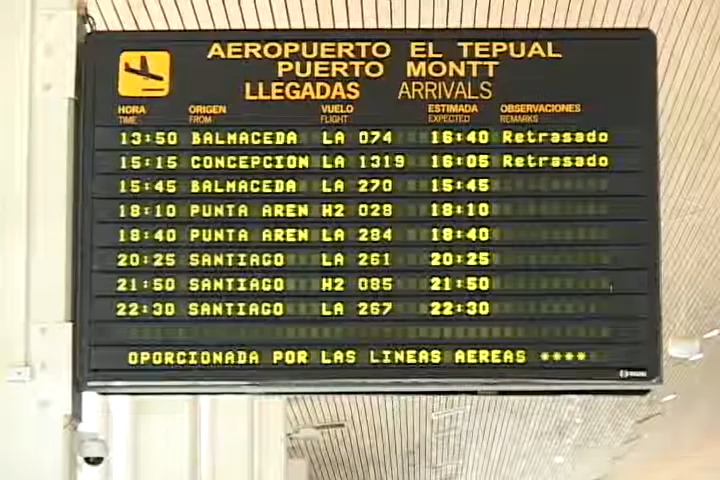 AEROPUERTO EL TEPUAL
PUERTO MONTT
LLEGADAS ARRIVALS
HORA ORIGEN VUELO ESTIMADA OBSERVACIONES
TIME FROM FLIGHT EXPECTED REMARKS
13:50 BALMACEDA LA 074 16:40 Retrasado
15:15 CONCEPCION LA 1319 16:05 Retrasado
15:45 BALMACEDA LA 270 15:45
18:10 PUNTA AREN H2 028 18:10
18:40 PUNTA AREN LA 284 18:40
20:25 SANTIAGO LA 261 20:25
21:50 SANTIAGO H2 085 21:50
22:30 SANTIAGO LA 267 22:30
OPORCIONADA POR LAS LINEAS AEREAS ****